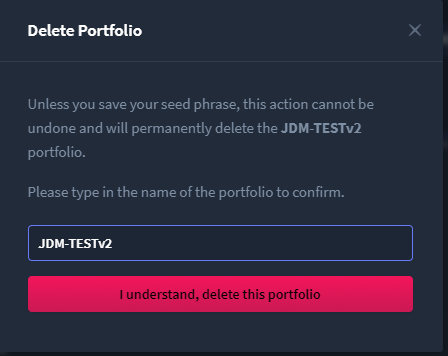 Delete Portfolio
Unless you save your seed phrase, this action cannot be
undone and will permanently delete the JDM-TESTv2
portfolio.
Please type in the name of the portfolio to confirm.
JDM-TESTv2
I understand, delete this portfolio